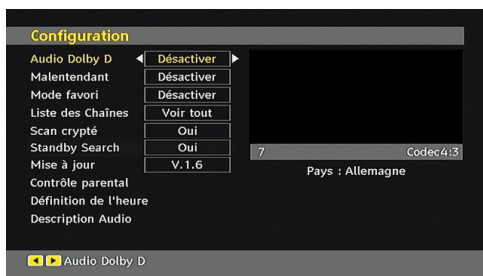 Configuration
Audio Dolby D Désactiver
Malentendant Désactiver
Mode favori Désactiver
Liste des Chaînes Voir tout
Scan crypté Oui
Standby Search Oui
Mise à jour V.1.6
Contrôle parental
Définition de l'heure
Description Audio
7 Codec4:3
Pays : Allemagne
Audio Dolby D